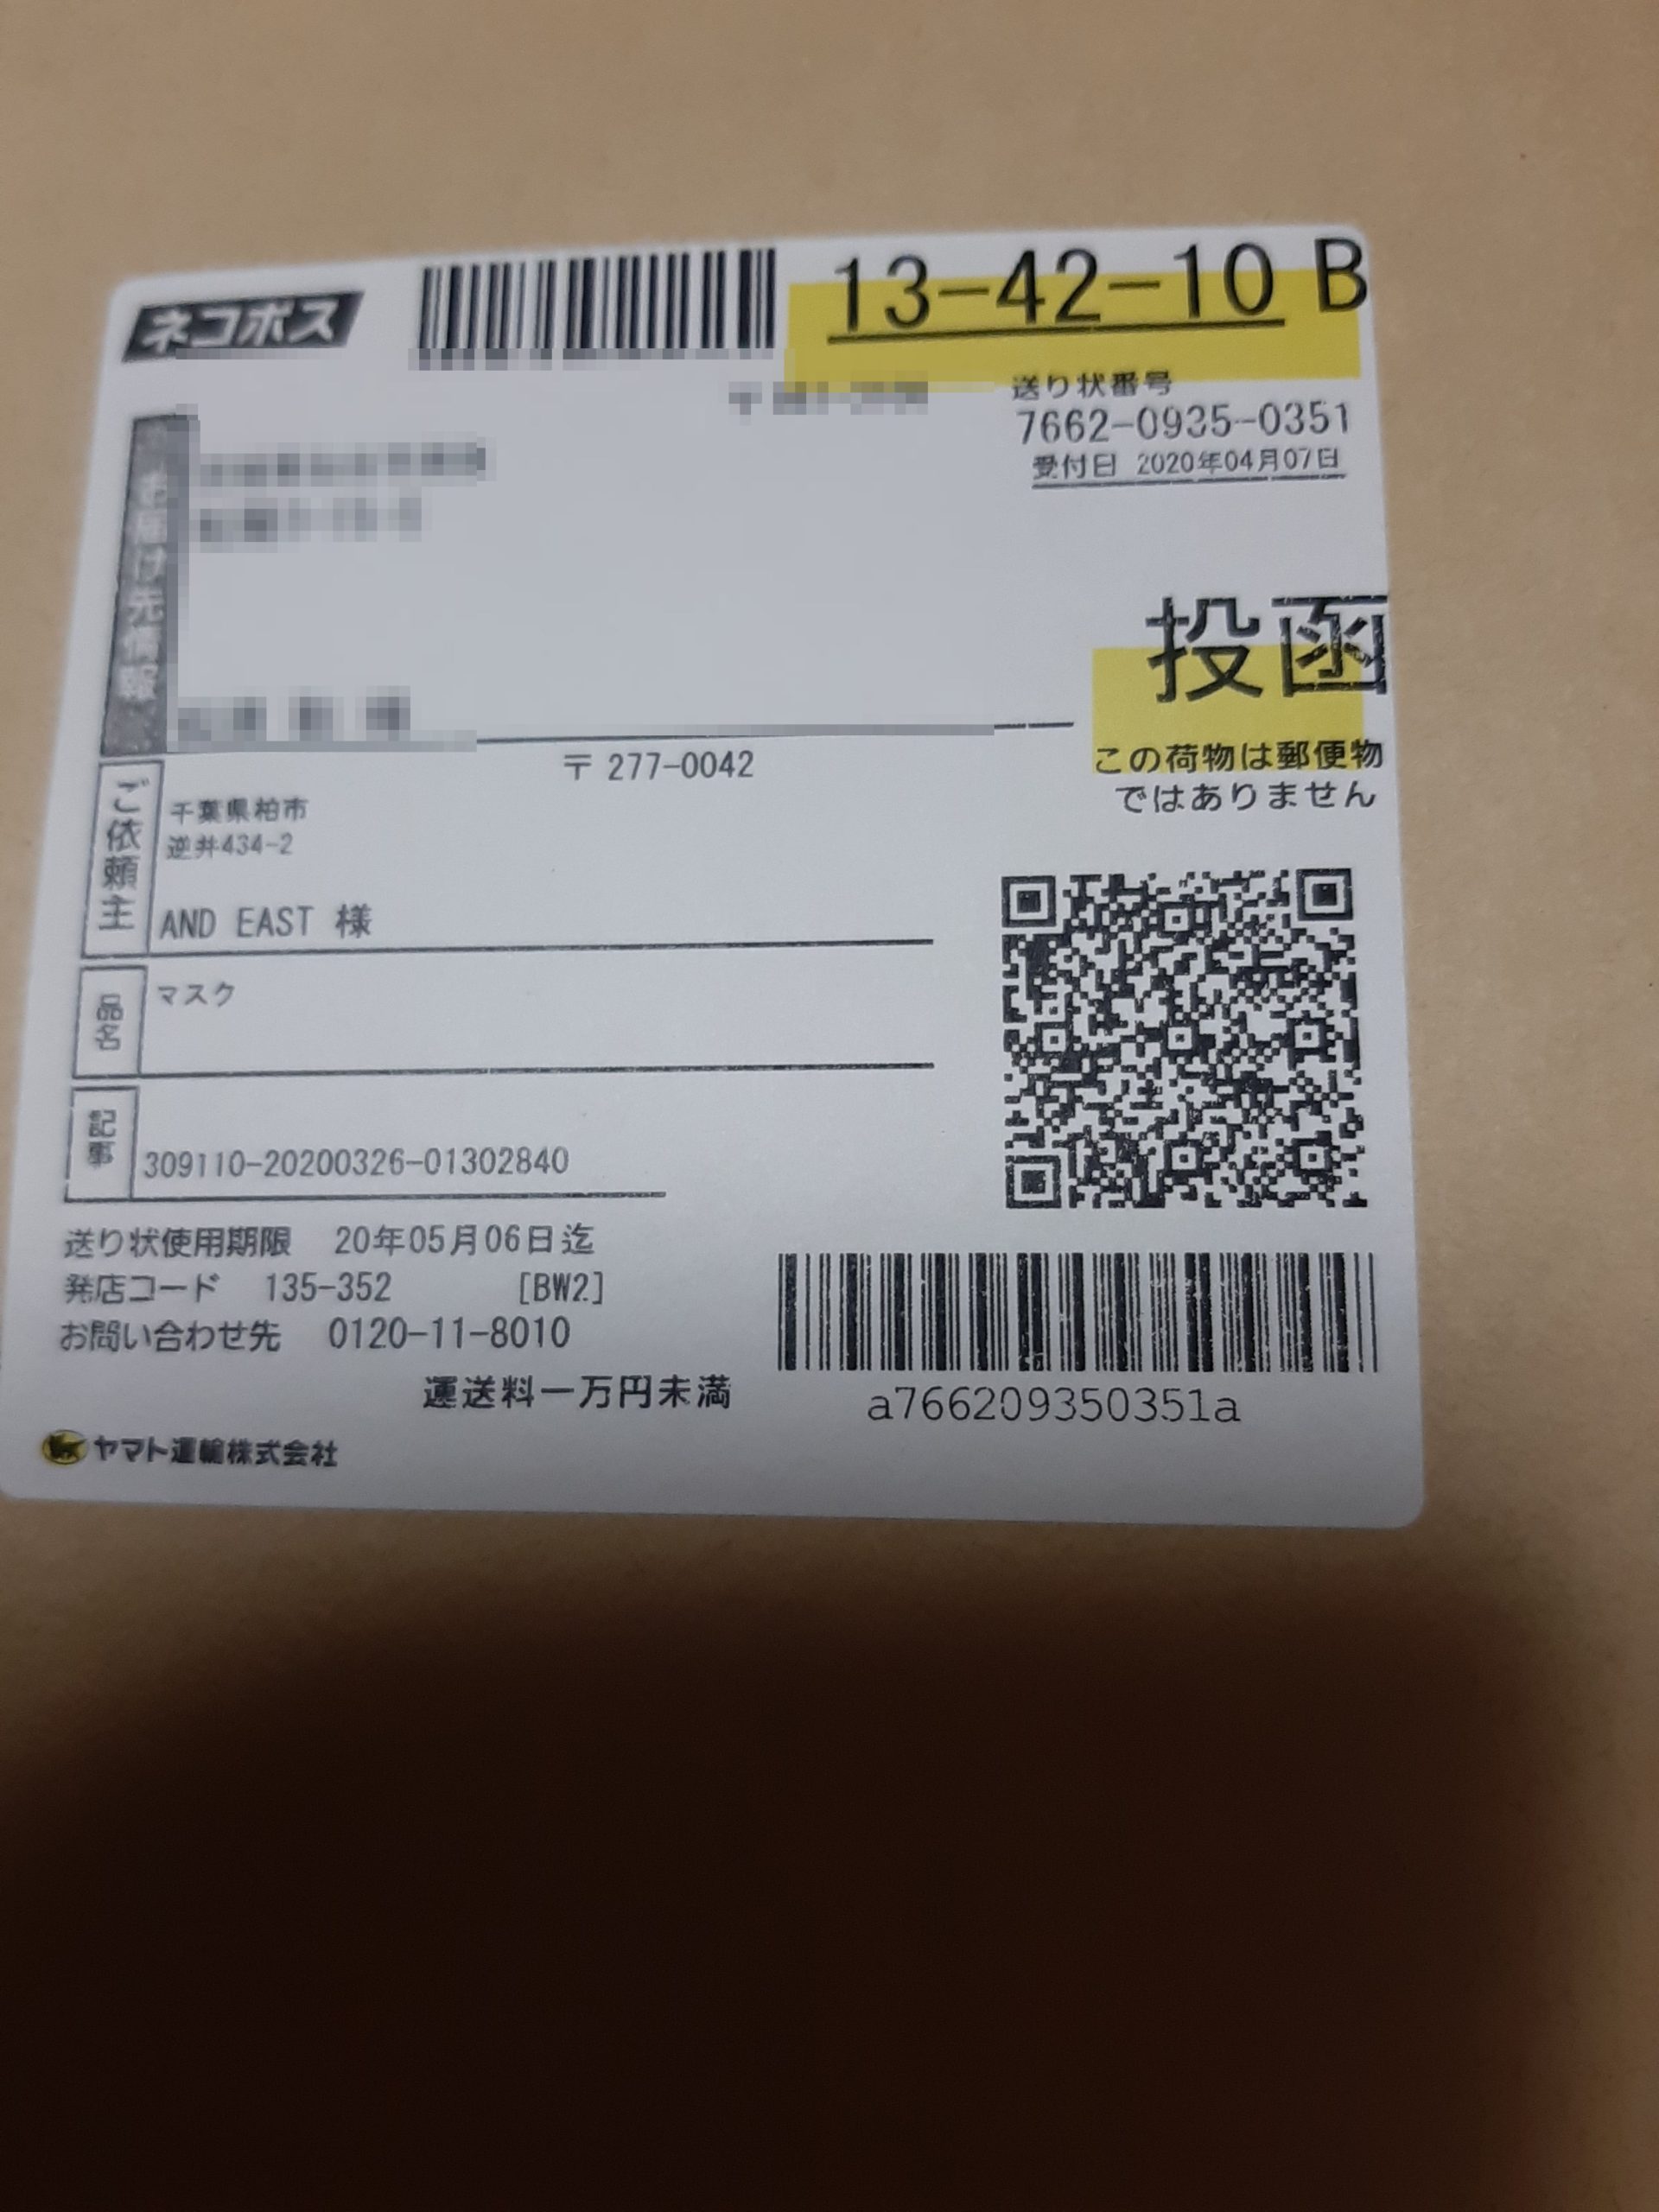 ネコポス
13-42-10 B
送り状番号
7662-0935-0351
受付日 2020年04月07日
お届け先情報
投函
この荷物は郵便物
ではありません
〒 277-0042
ご依頼主
千葉県柏市
逆井434-2
AND EAST 様
品名
マスク
記事
309110-20200326-01302840
送り状使用期限 20年05月06日迄
発店コード 135-352 [BW2]
お問い合わせ先 0120-11-8010
運送料一万円未満
a766209350351a
ヤマト運輸株式会社